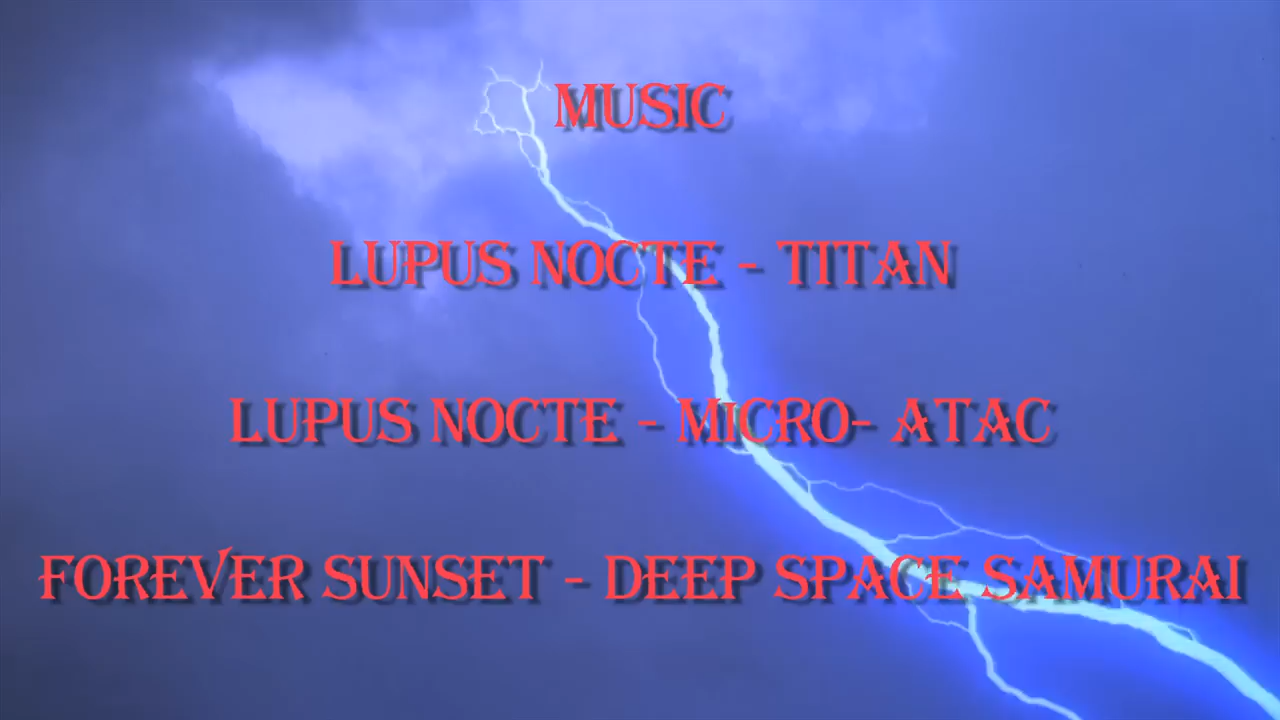 MUSIC
LUPUS NOCTE - TITAN
LUPUS NOCTE - MiCRO- ATAC
FOREVER SUNSET - DEEP SPACE SAMURAI